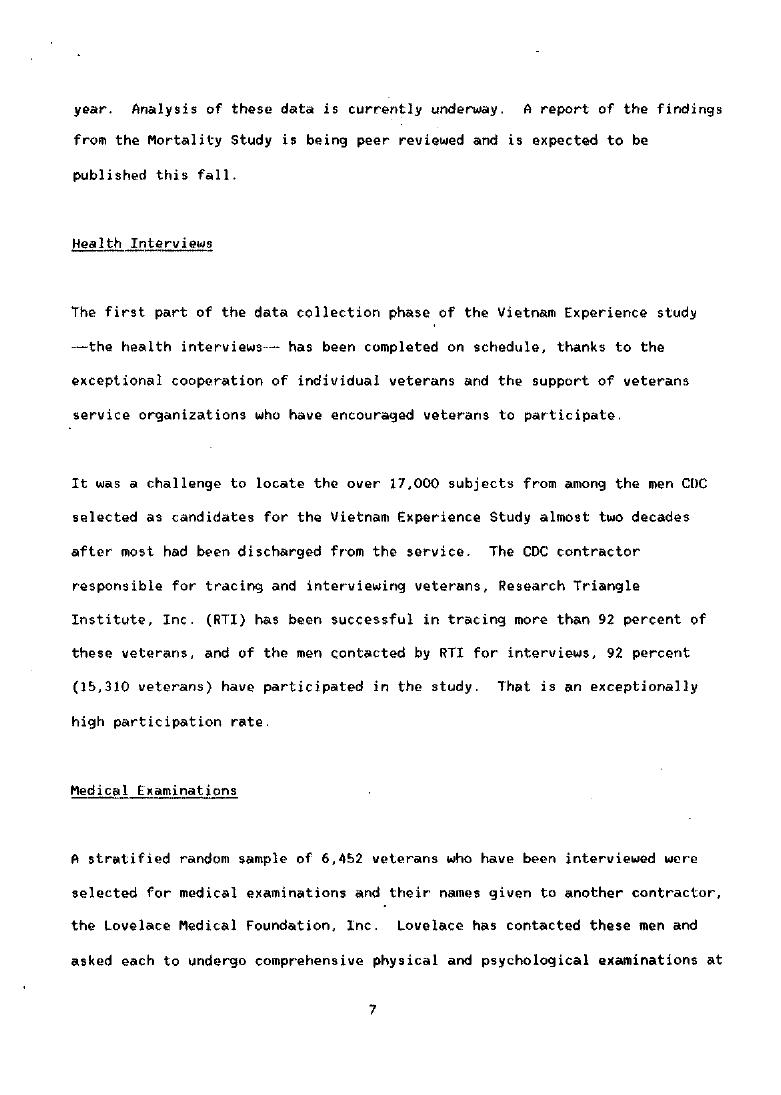 year.  Analysis of these data is currently underway.  A report of the findings
from the Mortality Study is being peer reviewed and is expected to be
published this fall.
Health Interviews
The first part of the data collection phase of the Vietnam Experience study
—the health interviews— has been completed on schedule, thanks to the
exceptional cooperation of individual veterans and the support of veterans
service organizations who have encouraged veterans to participate.
It was a challenge to locate the over 17,000 subjects from among the men CDC
selected as candidates for the Vietnam Experience Study almost two decades
after most had been discharged from the service.  The CDC contractor
responsible for tracing and interviewing veterans, Research Triangle
Institute, Inc. (RTI) has been successful in tracing more than 92 percent of
these veterans, and of the men contacted by RTI for interviews, 92 percent
(15,310 veterans) have participated in the study.  That is an exceptionally
high participation rate.
Medical Examinations
A stratified random sample of 6,452 veterans who have been interviewed were
selected for medical examinations and their names given to another contractor,
the Lovelace Medical Foundation, Inc.  Lovelace has contacted these men and
asked each to undergo comprehensive physical and psychological examinations at
7